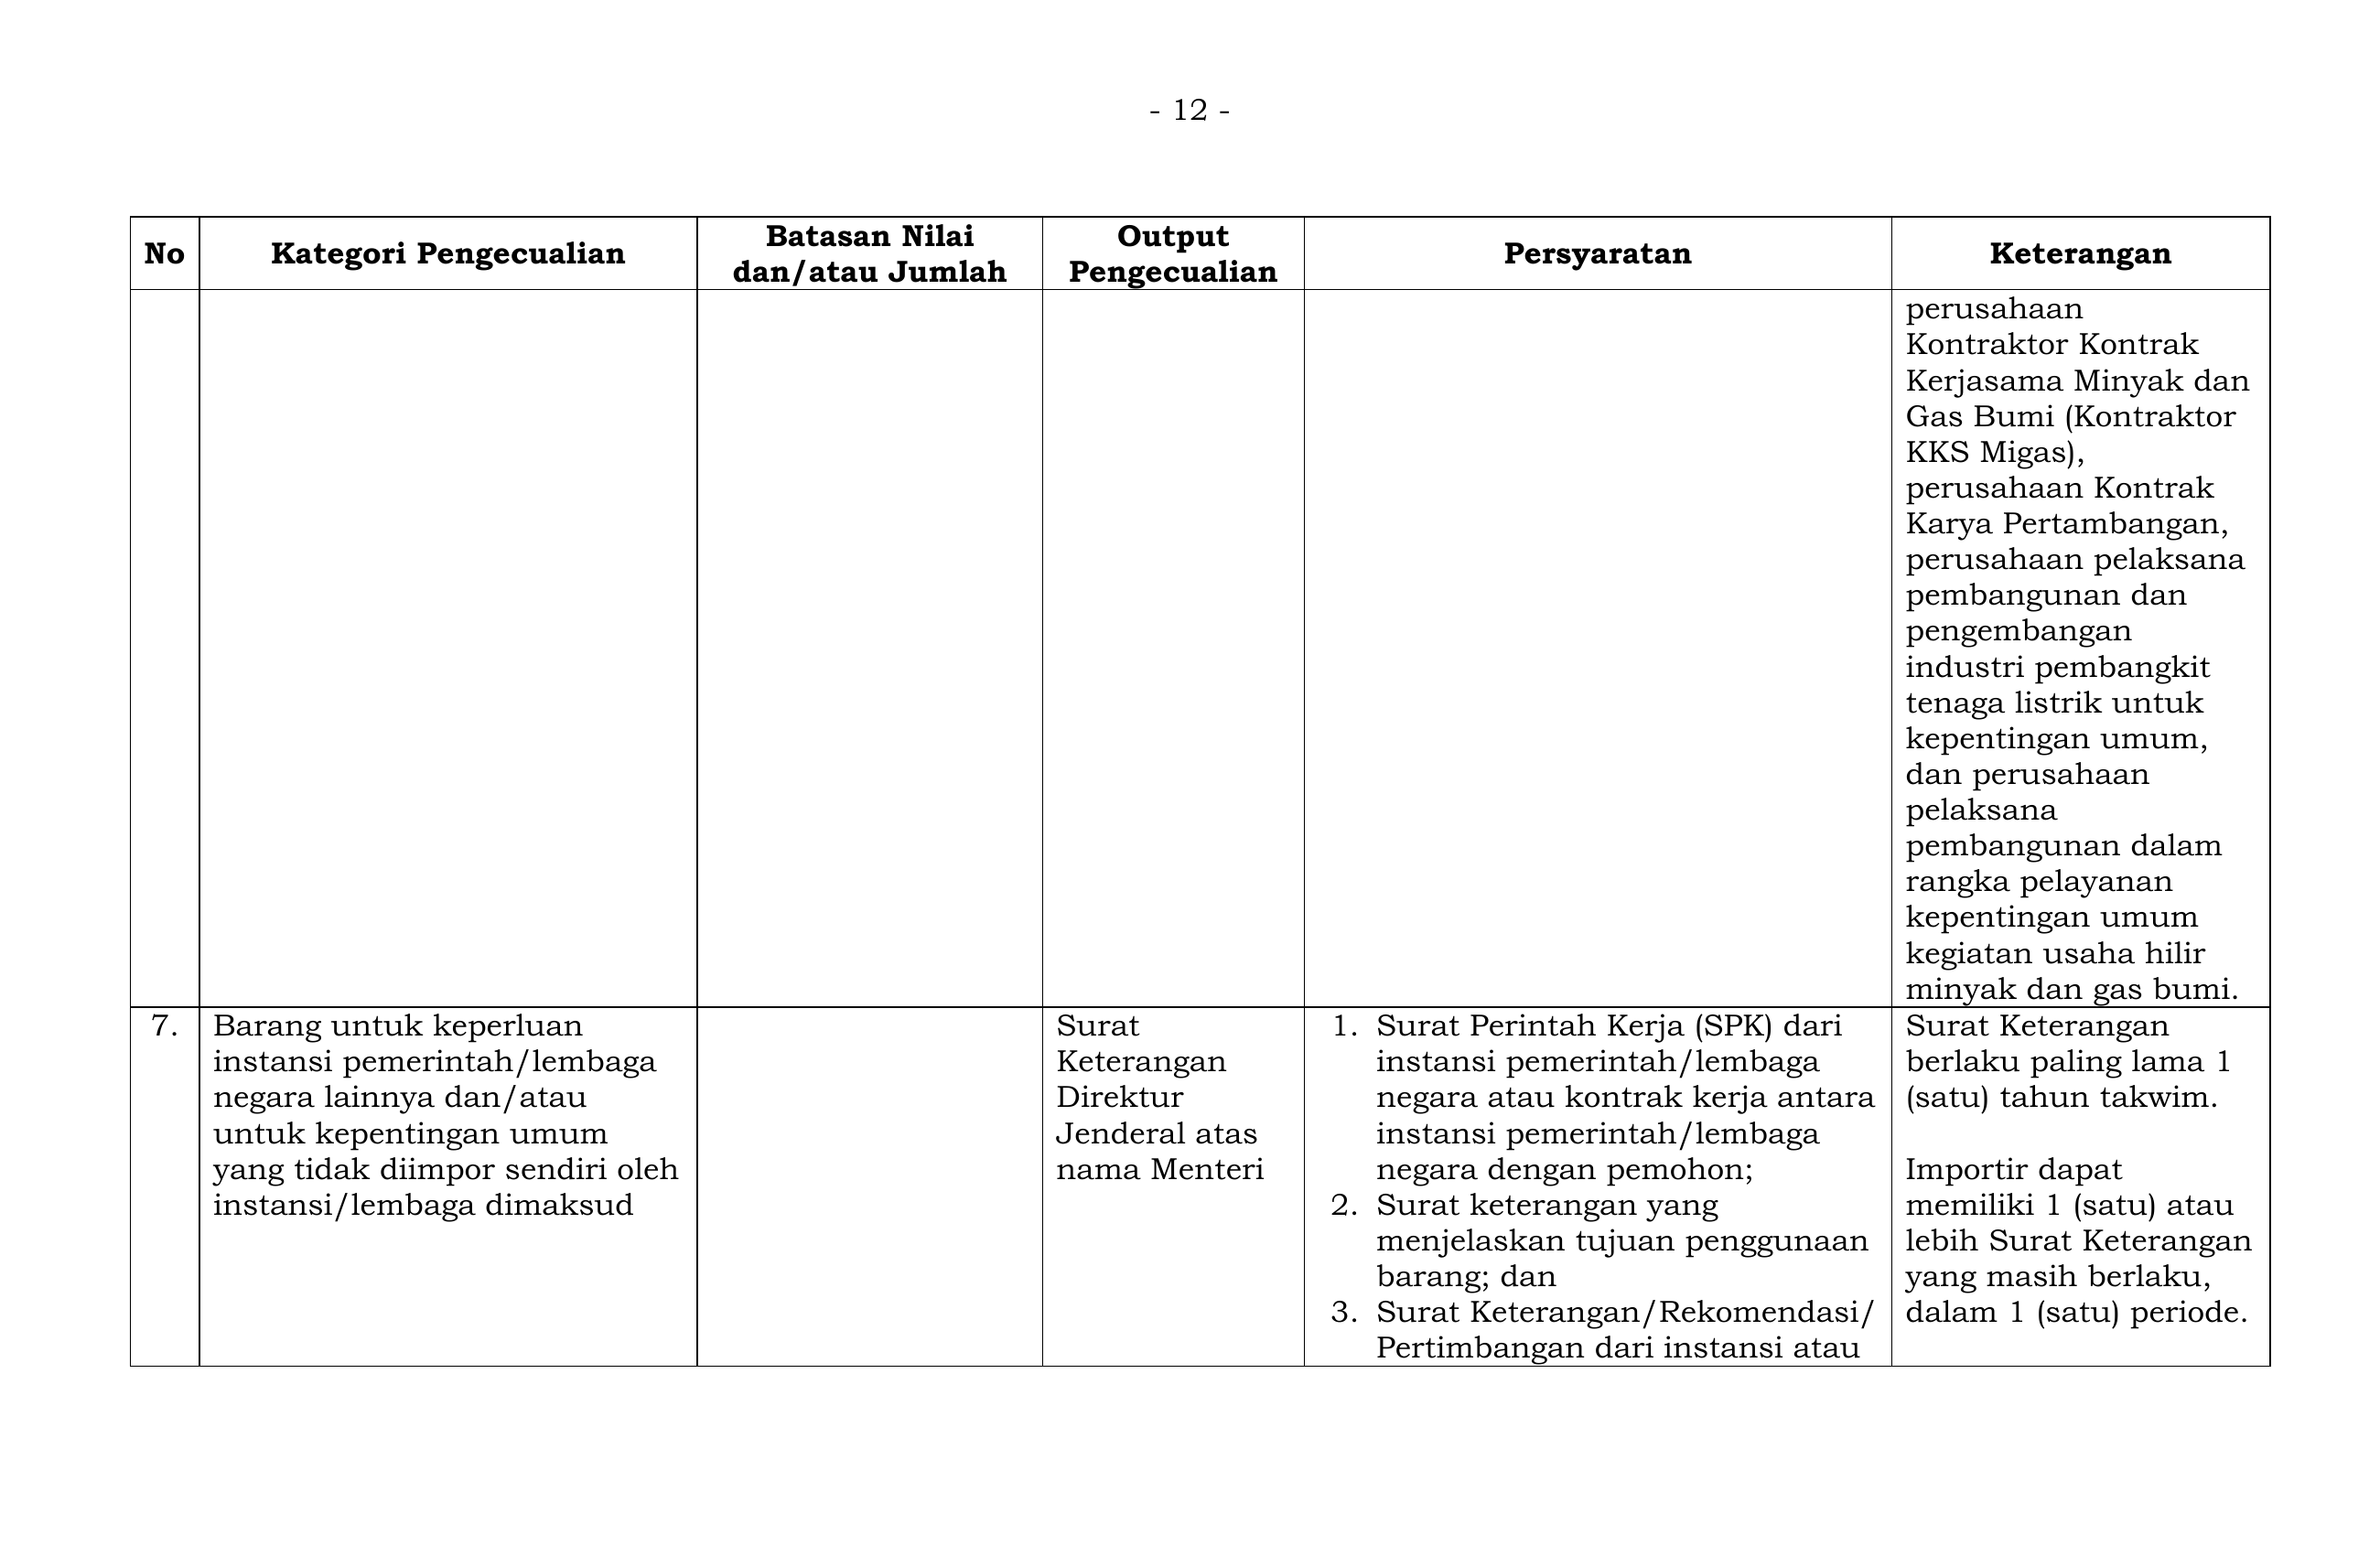 - 12 -
No
Kategori Pengecualian
Batasan Nilai
dan/atau Jumlah
Output
Pengecualian
Persyaratan
Keterangan
perusahaan
Kontraktor Kontrak
Kerjasama Minyak dan
Gas Bumi (Kontraktor
KKS Migas),
perusahaan Kontrak
Karya Pertambangan,
perusahaan pelaksana
pembangunan dan
pengembangan
industri pembangkit
tenaga listrik untuk
kepentingan umum,
dan perusahaan
pelaksana
pembangunan dalam
rangka pelayanan
kepentingan umum
kegiatan usaha hilir
minyak dan gas bumi.
7.
Barang untuk keperluan
instansi pemerintah/lembaga
negara lainnya dan/atau
untuk kepentingan umum
yang tidak diimpor sendiri oleh
instansi/lembaga dimaksud
Surat
Keterangan
Direktur
Jenderal atas
nama Menteri
1. Surat Perintah Kerja (SPK) dari
instansi pemerintah/lembaga
negara atau kontrak kerja antara
instansi pemerintah/lembaga
negara dengan pemohon;
2. Surat keterangan yang
menjelaskan tujuan penggunaan
barang; dan
3. Surat Keterangan/Rekomendasi/
Pertimbangan dari instansi atau
Surat Keterangan
berlaku paling lama 1
(satu) tahun takwim.
Importir dapat
memiliki 1 (satu) atau
lebih Surat Keterangan
yang masih berlaku,
dalam 1 (satu) periode.